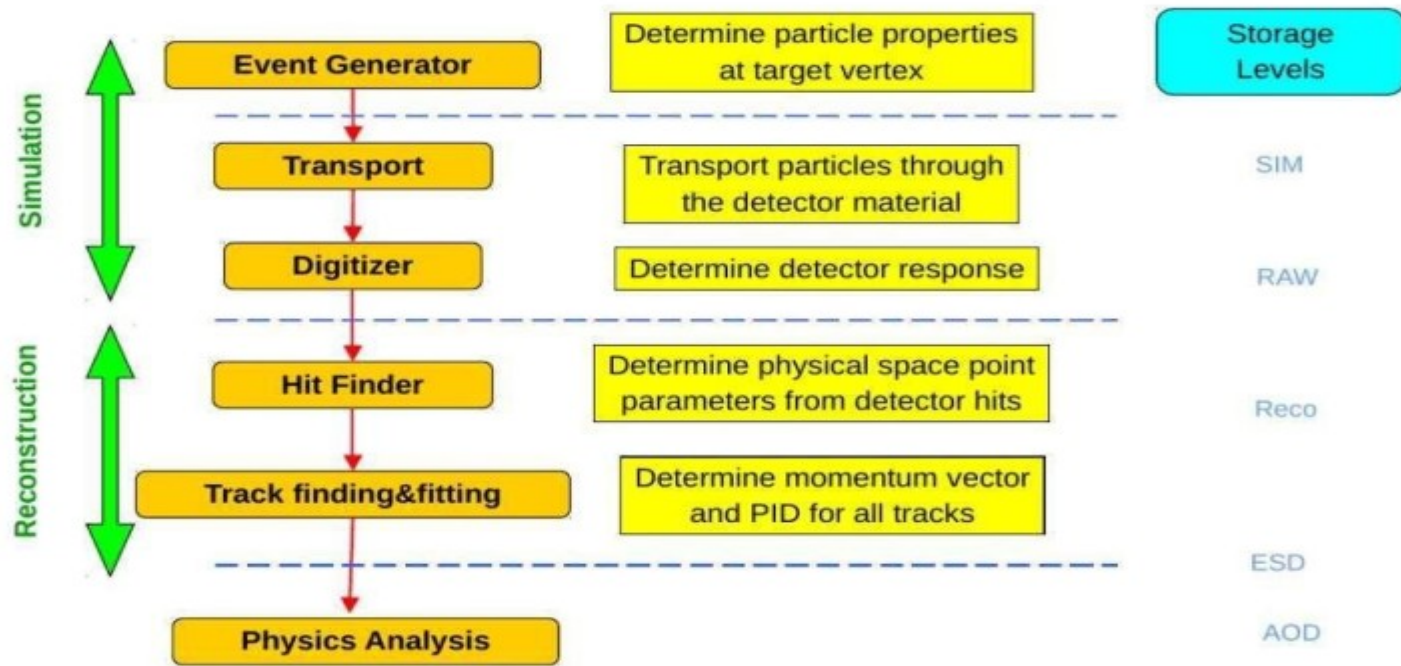 Simulation
Reconstruction
Event Generator
Determine particle properties
at target vertex
Storage
Levels
Transport
Transport particles through
the detector material
SIM
Digitizer
Determine detector response
RAW
Hit Finder
Determine physical space point
parameters from detector hits
Reco
Track finding&fitting
Determine momentum vector
and PID for all tracks
ESD
Physics Analysis
AOD